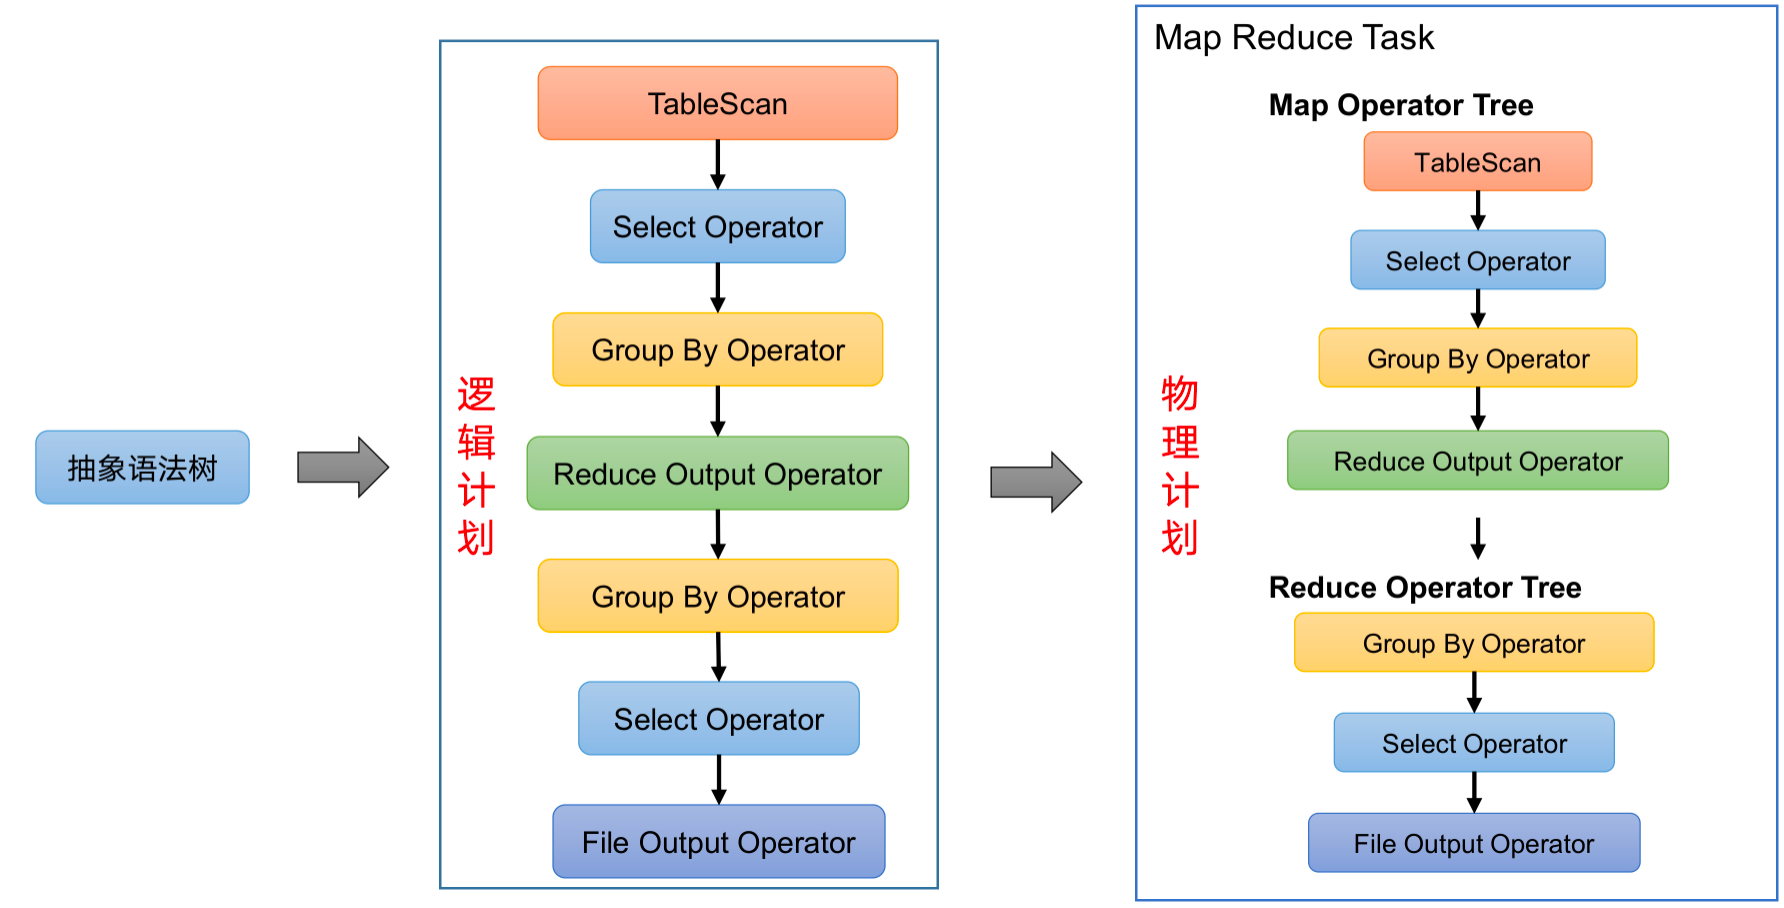 抽象语法树
逻辑计划
TableScan
Select Operator
Group By Operator
Reduce Output Operator
Group By Operator
Select Operator
File Output Operator
物理计划
Map Reduce Task
Map Operator Tree
TableScan
Select Operator
Group By Operator
Reduce Output Operator
Reduce Operator Tree
Group By Operator
Select Operator
File Output Operator